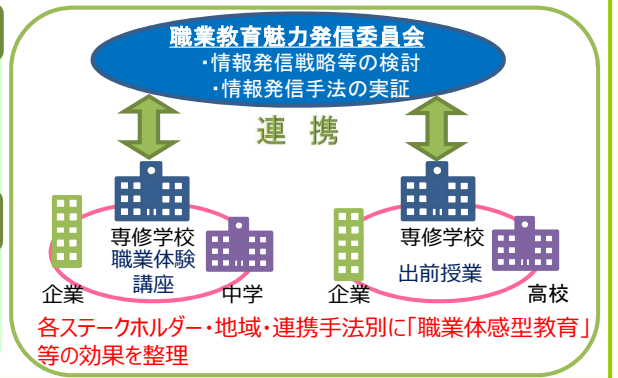 職業教育魅力発信委員会
・情報発信戦略等の検討
・情報発信手法の実証
連 携
専修学校
職業体験
講座
企業
中学
専修学校
出前授業
企業
高校
各ステークホルダー・地域・連携手法別に「職業体感型教育」
等の効果を整理